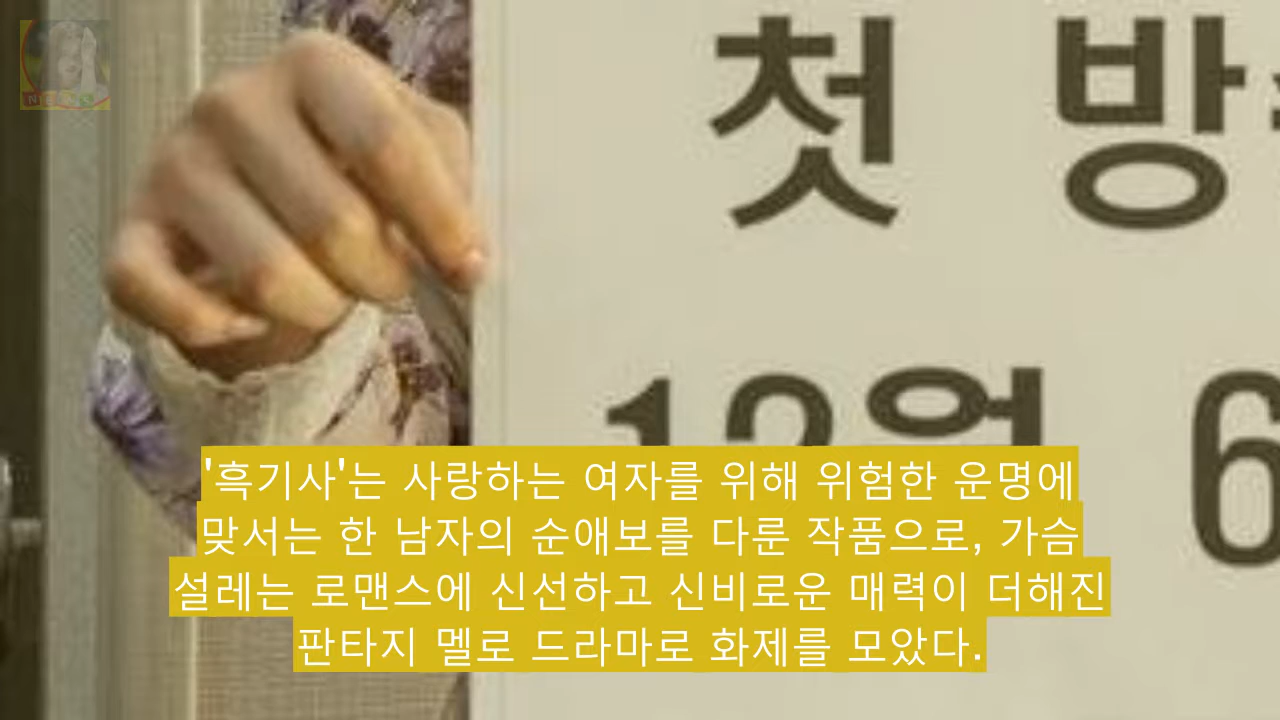 첫 방
12월 6
'흑기사'는 사랑하는 여자를 위해 위험한 운명에
맞서는 한 남자의 순애보를 다룬 작품으로, 가슴
설레는 로맨스에 신선하고 신비로운 매력이 더해진
판타지 멜로 드라마로 화제를 모았다.